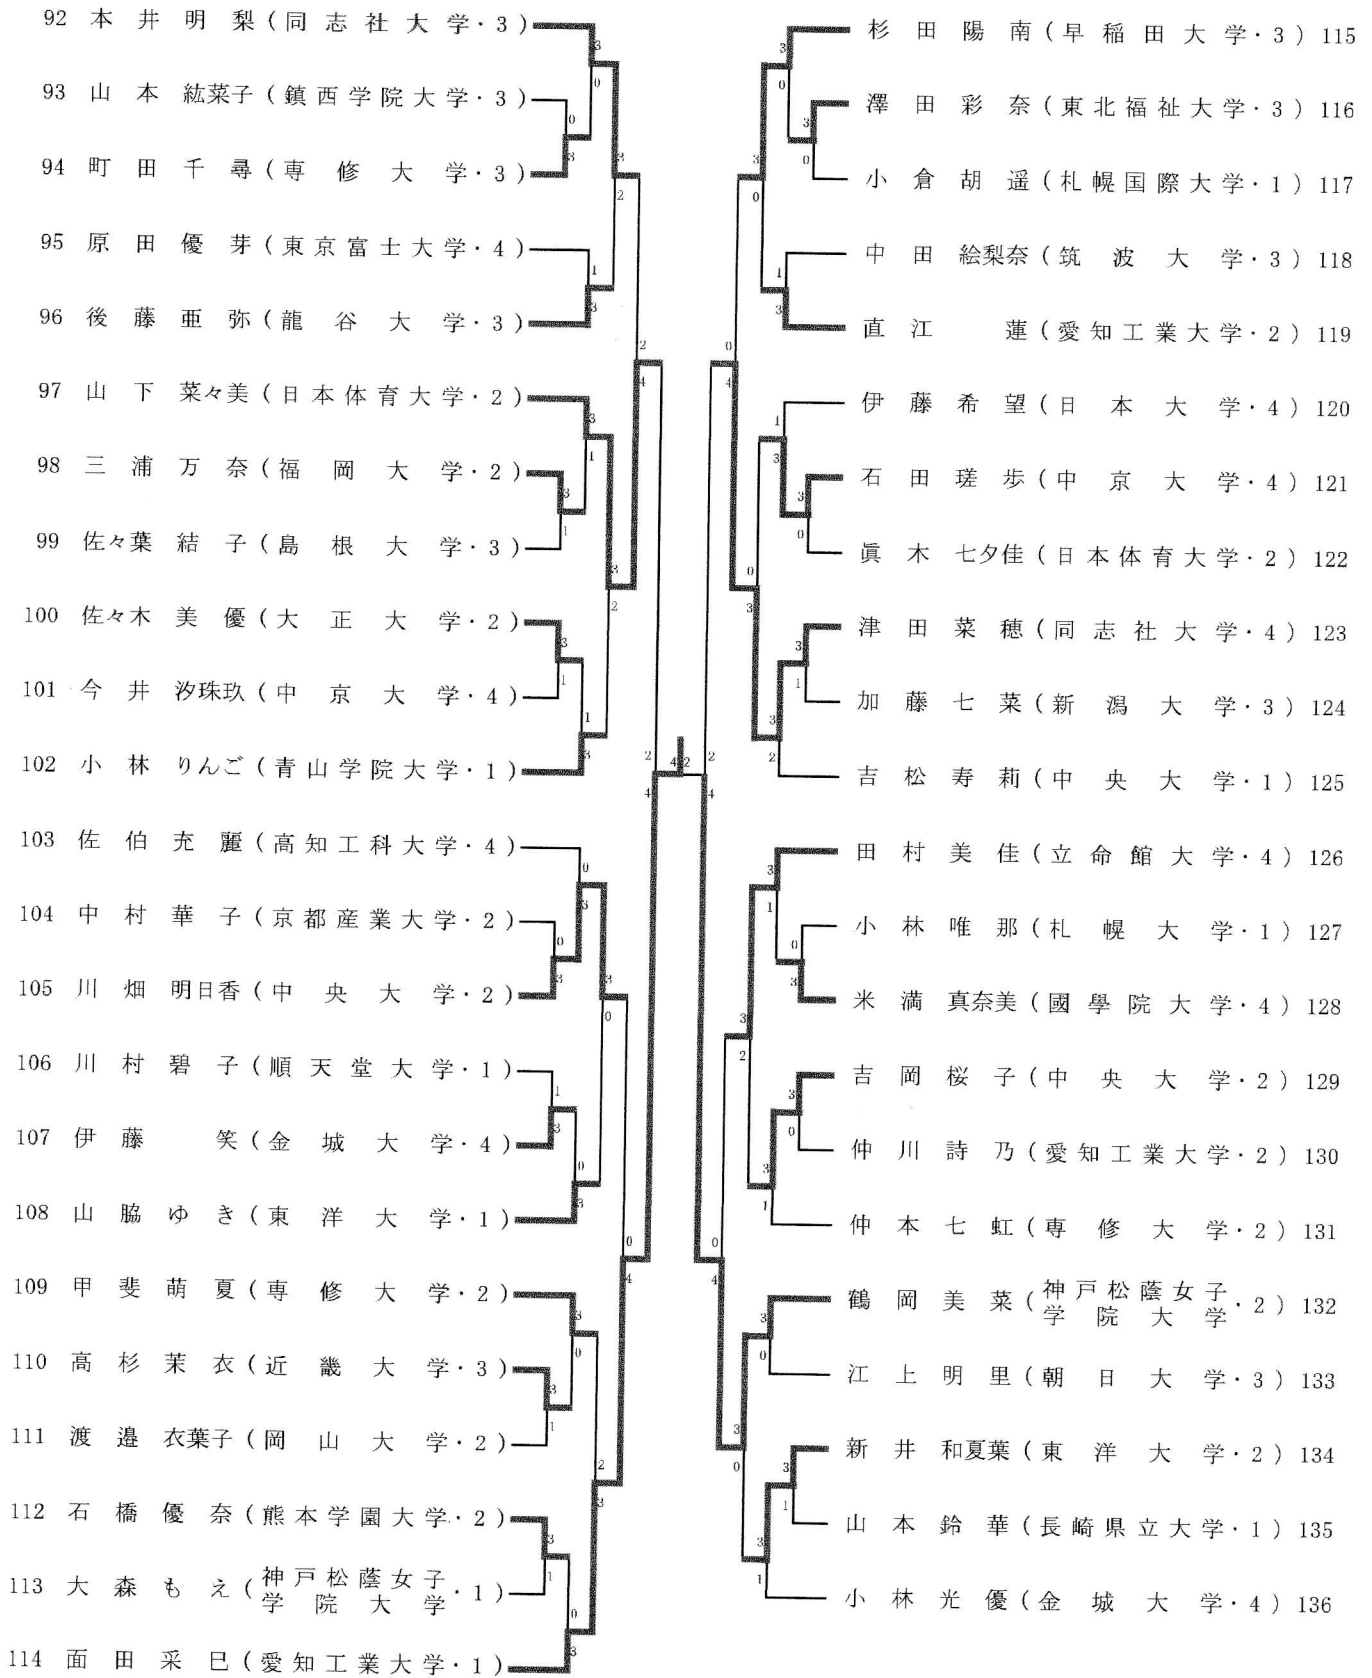 92 本井明梨(同志社大学・3)
93 山本紘菜子(鎮西学院大学・3)
94 町田千尋(専修大学・3)
95 原田優芽(東京富士大学・4)
96 後藤亜弥(龍谷大学・3)
97 山下菜々美(日本体育大学・2)
98 三浦万奈(福岡大学・2)
99 佐々葉結子(島根大学・3)
100 佐々木美優(大正大学・2)
101 今井汐珠玖(中京大学・4)
102 小林りんご(青山学院大学・1)
103 佐伯充麗(高知工科大学・4)
104 中村華子(京都産業大学・2)
105 川畑明日香(中央大学・2)
106 川村碧子(順天堂大学・1)
107 伊藤笑(金城大学・4)
108 山脇ゆき(東洋大学・1)
109 甲斐萌夏(専修大学・2)
110 高杉茉衣(近畿大学・3)
111 渡邉衣葉子(岡山大学・2)
112 石橋優奈(熊本学園大学・2)
113 大森もえ(神戸松蔭女子学院大学・1)
114 面田采巳(愛知工業大学・1)
杉田陽南(早稲田大学・3) 115
澤田彩奈(東北福祉大学・3) 116
小倉胡遥(札幌国際大学・1) 117
中田絵梨奈(筑波大学・3) 118
直江蓮(愛知工業大学・2) 119
伊藤希望(日本大学・4) 120
石田瑳歩(中京大学・4) 121
眞木七夕佳(日本体育大学・2) 122
津田菜穂(同志社大学・4) 123
加藤七菜(新潟大学・3) 124
吉松寿莉(中央大学・1) 125
田村美佳(立命館大学・4) 126
小林唯那(札幌大学・1) 127
米満真奈美(國學院大学・4) 128
吉岡桜子(中央大学・2) 129
仲川詩乃(愛知工業大学・2) 130
仲本七虹(専修大学・2) 131
鶴岡美菜(神戸松蔭女子学院大学・2) 132
江上明里(朝日大学・3) 133
新井和夏葉(東洋大学・2) 134
山本鈴華(長崎県立大学・1) 135
小林光優(金城大学・4) 136